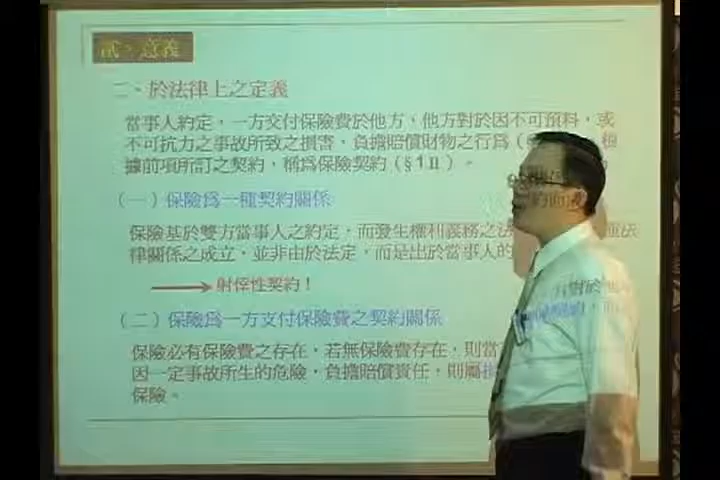 意義
二、於法律上之定義
當事人約定，一方交付保險費於他方，他方對於因不可預料，或
不可抗力之事故所致之損害，負擔賠償財物之行為（§ 根
據前項所訂之契約，稱為保險契約（§1Ⅱ）。
（一）保險為一種契約關係
保險基於雙方當事人之約定，而發生權利義務之法
律關係之成立，並非由於法定，而是出於當事人的
射倖性契約！
（二）保險為一方交付保險費之契約關係
保險必有保險費之存在，若無保險費存在，則當
因一定事故所生的危險，負擔賠償責任，則屬
保險。